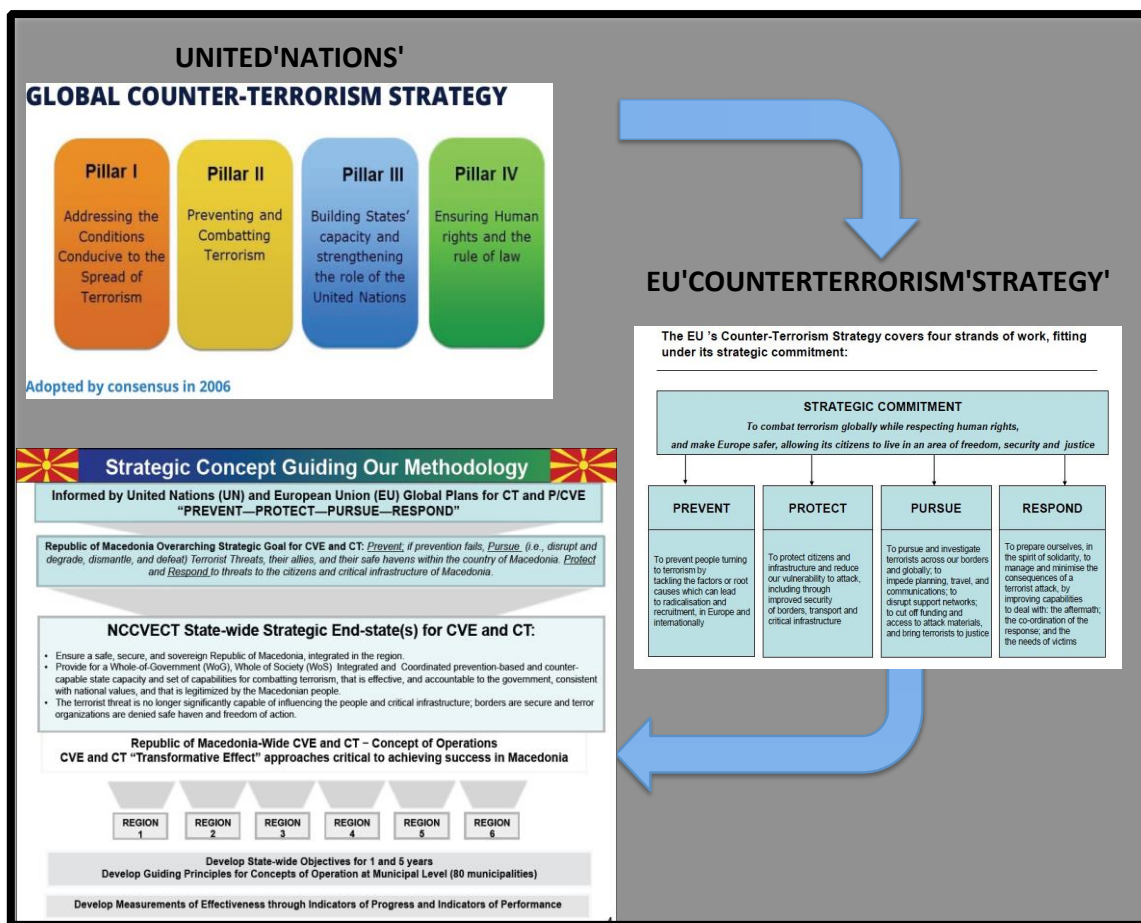 UNITED'NATIONS'
GLOBAL COUNTER-TERRORISM STRATEGY
Pillar I
Addressing the
Conditions
Conducive to the
Spread of
Terrorism
Pillar II
Preventing and
Combatting
Terrorism
Pillar III
Building States’
capacity and
strengthening
the role of the
United Nations
Pillar IV
Ensuring Human
rights and the
rule of law
Adopted by consensus in 2006
EU'COUNTERTERRORISM'STRATEGY'
The EU ’s Counter-Terrorism Strategy covers four strands of work, fitting
under its strategic commitment:
STRATEGIC COMMITMENT
To combat terrorism globally while respecting human rights,
and make Europe safer, allowing its citizens to live in an area of freedom, security and justice
PREVENT
To prevent people turning
to terrorism by
tackling the factors or root
causes which can lead
to radicalisation and
recruitment, in Europe and
internationally
PROTECT
To protect citizens and
infrastructure and reduce
our vulnerability to attack,
including through
improved security
of borders, transport and
critical infrastructure
PURSUE
To pursue and investigate
terrorists across our borders
and globally; to
impede planning, travel, and
communications; to
disrupt support networks;
to cut off funding and
access to attack materials,
and bring terrorists to justice
RESPOND
To prepare ourselves, in
the spirit of solidarity, to
manage and minimise the
consequences of a
terrorist attack, by
improving capabilities
to deal with: the aftermath;
the co-ordination of the
response; and the
the needs of victims
Strategic Concept Guiding Our Methodology
Informed by United Nations (UN) and European Union (EU) Global Plans for CT and P/CVE
“PREVENT—PROTECT—PURSUE—RESPOND”
Republic of Macedonia Overarching Strategic Goal for CVE and CT: Prevent; if prevention fails, Pursue (i.e., disrupt and
degrade, dismantle, and defeat) Terrorist Threats, their allies, and their safe havens within the country of Macedonia. Protect
and Respond to threats to the citizens and critical infrastructure of Macedonia.
NCCVECT State-wide Strategic End-state(s) for CVE and CT:
• Ensure a safe, secure, and sovereign Republic of Macedonia, integrated in the region.
• Provide for a Whole-of-Government (WoG), Whole of Society (WoS) Integrated and Coordinated prevention-based and counter-
capable state capacity and set of capabilities for combatting terrorism, that is effective, and accountable to the government, consistent
with national values, and that is legitimized by the Macedonian people.
• The terrorist threat is no longer significantly capable of influencing the people and critical infrastructure; borders are secure and terror
organizations are denied safe haven and freedom of action.
Republic of Macedonia-Wide CVE and CT – Concept of Operations
CVE and CT “Transformative Effect” approaches critical to achieving success in Macedonia
REGION
1
REGION
2
REGION
3
REGION
4
REGION
5
REGION
6
Develop State-wide Objectives for 1 and 5 years
Develop Guiding Principles for Concepts of Operation at Municipal Level (80 municipalities)
Develop Measurements of Effectiveness through Indicators of Progress and Indicators of Performance